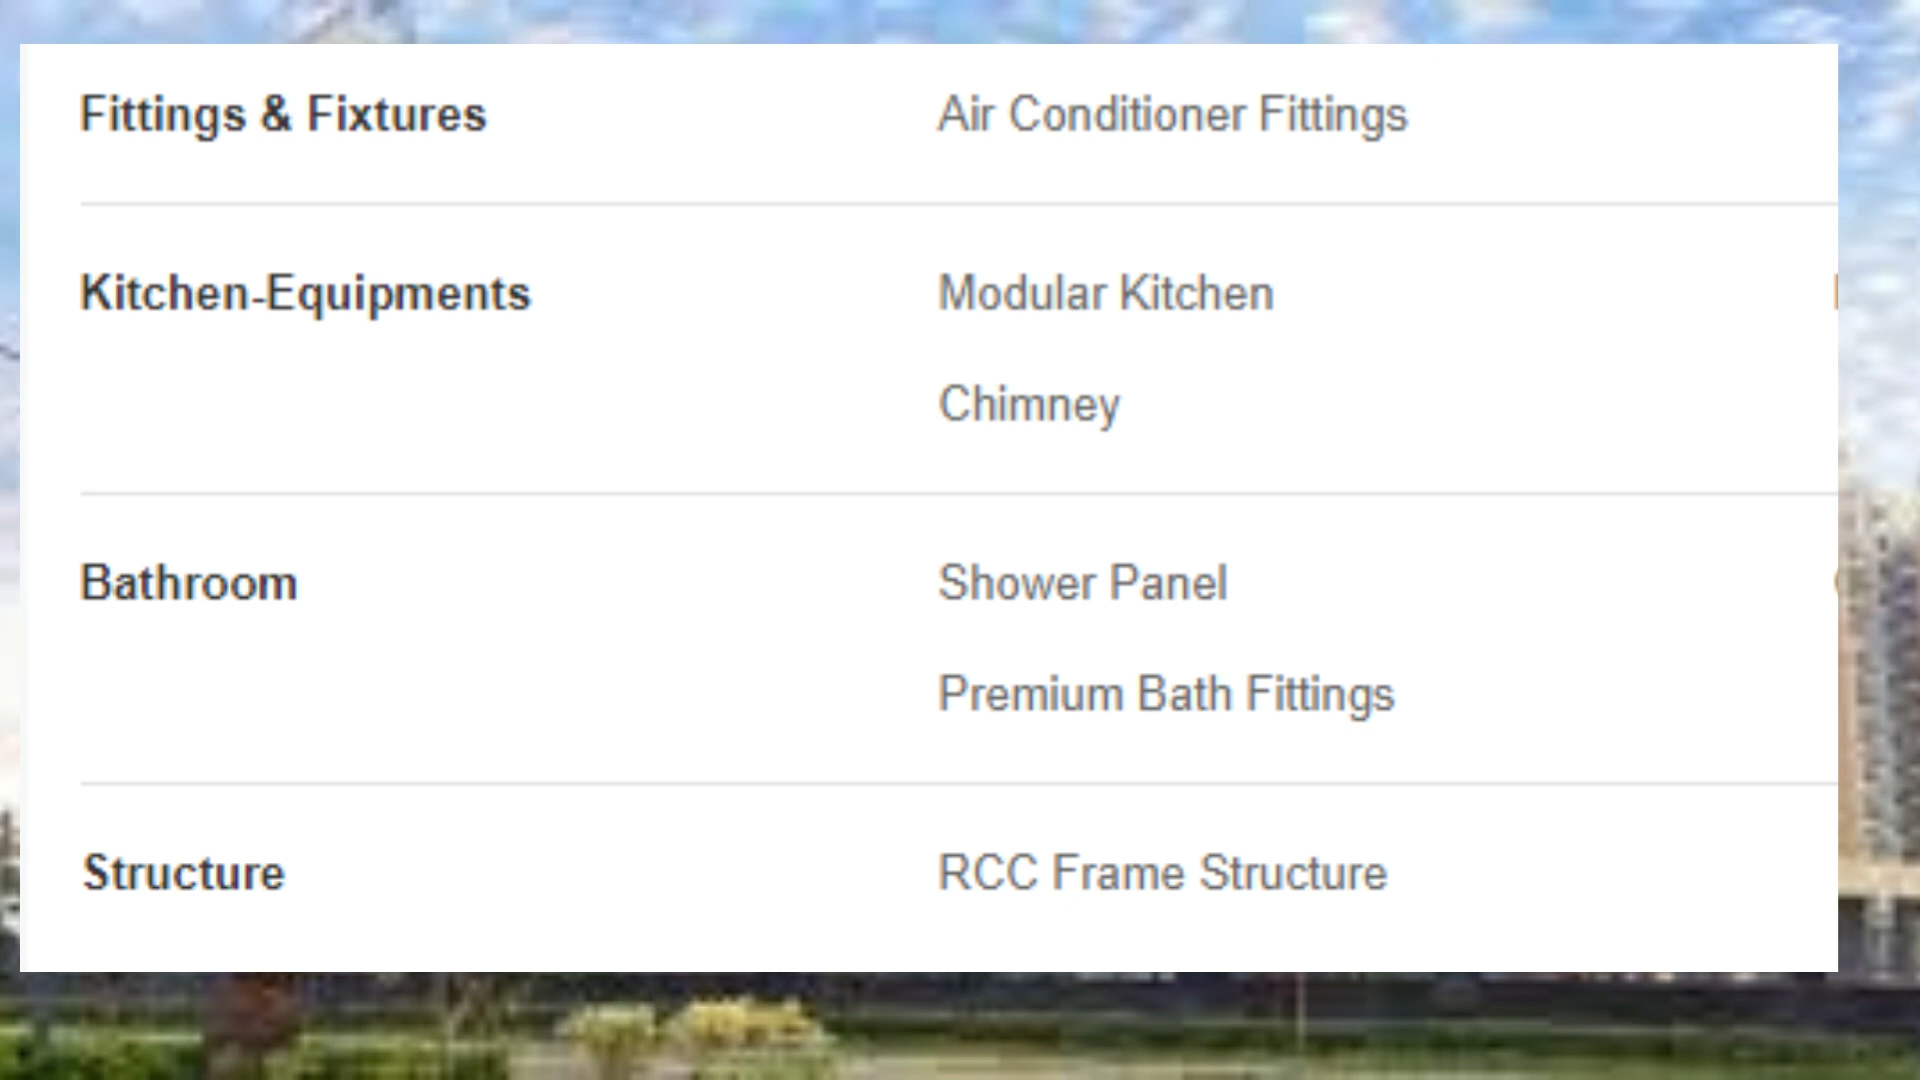 Fittings & Fixtures Air Conditioner Fittings
Kitchen-Equipments Modular Kitchen
Chimney
Bathroom Shower Panel
Premium Bath Fittings
Structure RCC Frame Structure